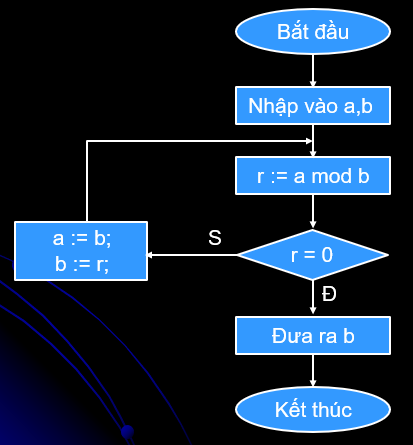 Bắt đầu
Nhập vào a,b
r := a mod b
a := b;
b := r;
S
r = 0
Đ
Đưa ra b
Kết thúc